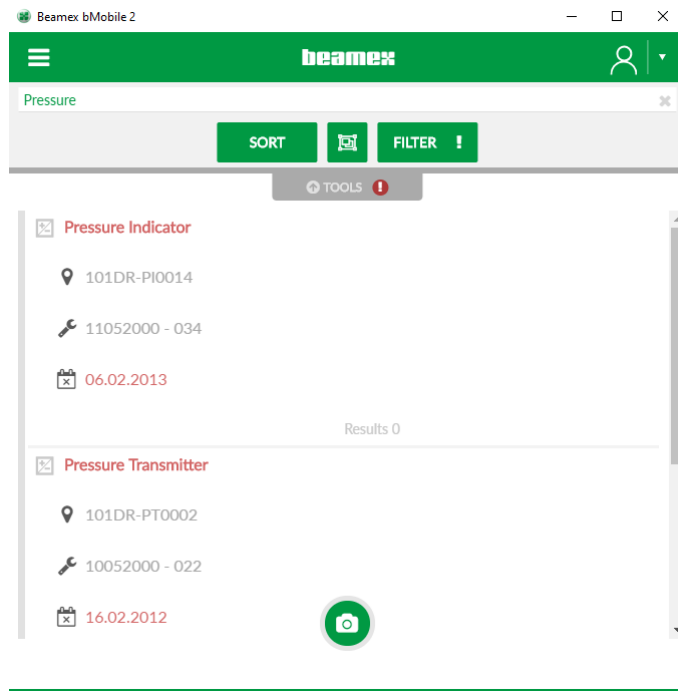 Beamex bMobile 2
beamex
Pressure
SORT
FILTER !
TOOLS !
Pressure Indicator
101DR-PI0014
11052000 - 034
06.02.2013
Results 0
Pressure Transmitter
101DR-PT0002
10052000 - 022
16.02.2012